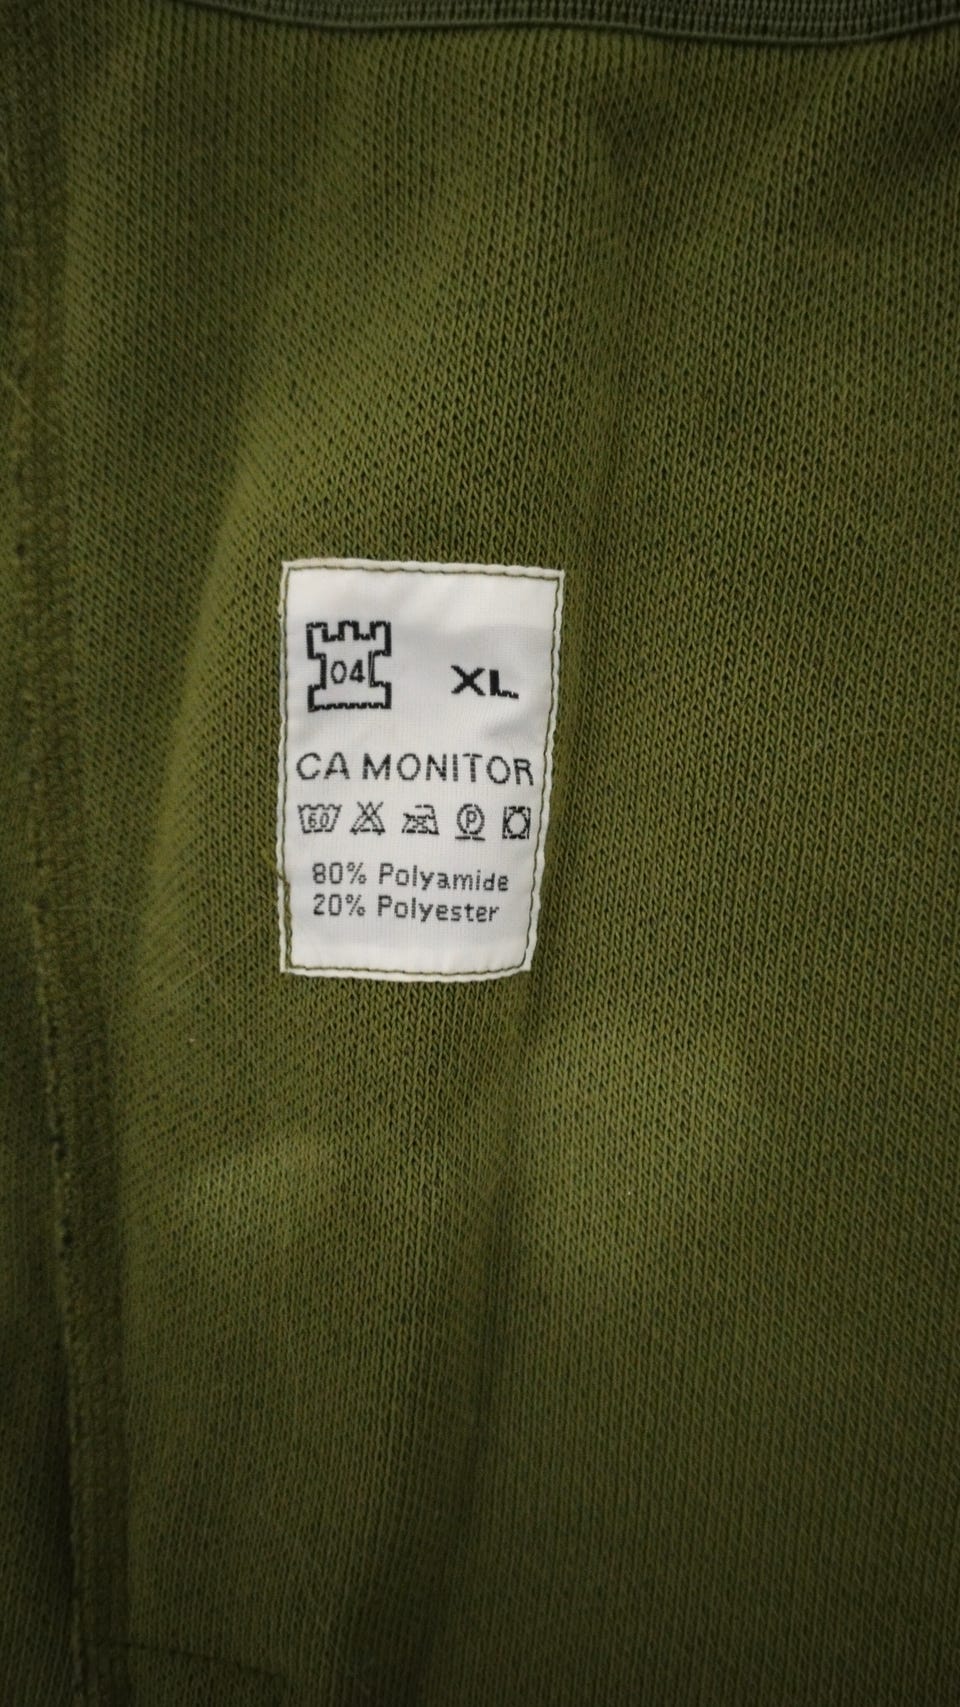 04 XL
CA MONITOR
60 P
80% Polyamide
20% Polyester